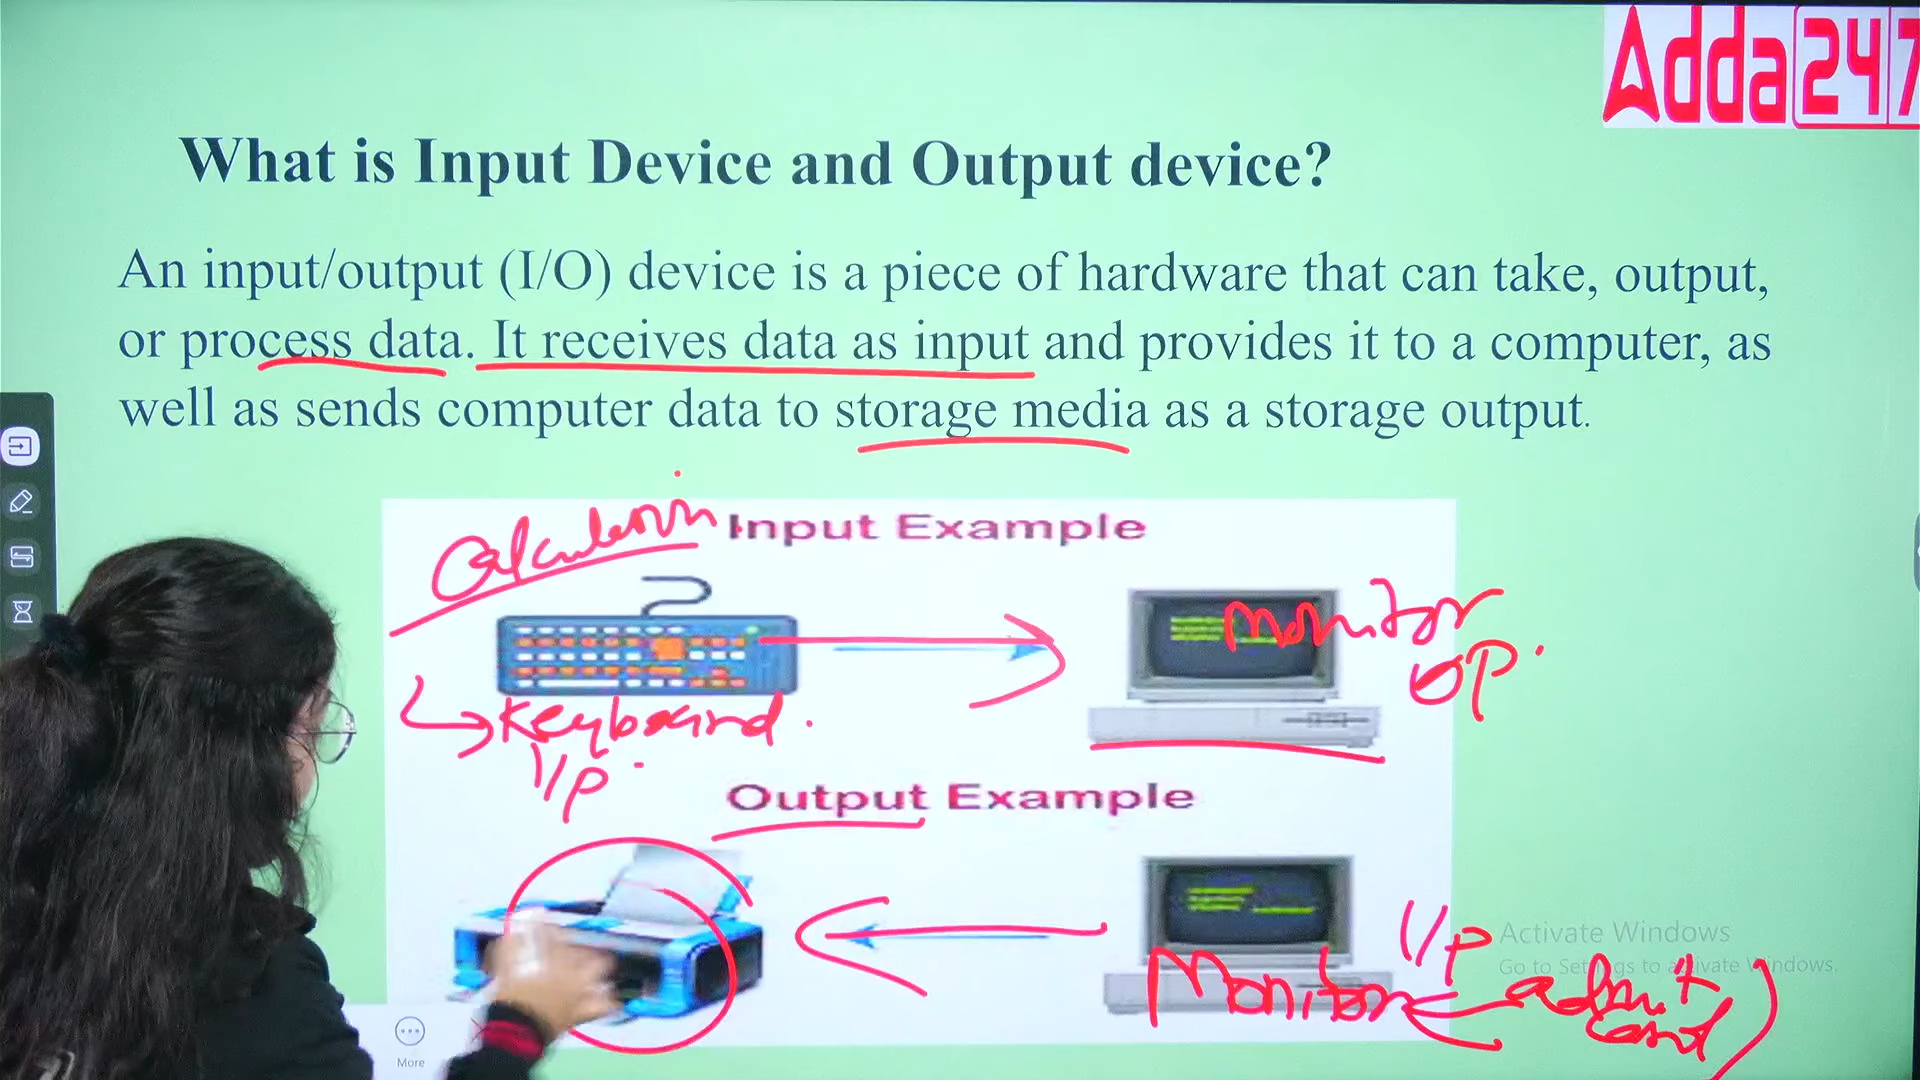 Adda247
What is Input Device and Output device?
An input/output (I/O) device is a piece of hardware that can take, output,
or process data. It receives data as input and provides it to a computer, as
well as sends computer data to storage media as a storage output.
Input Example
Monitor
O/P.
Keyboard.
I/P.
Output Example
I/P
Monitor
admit
card
Activate Windows
Go to Settings to activate Windows.
More